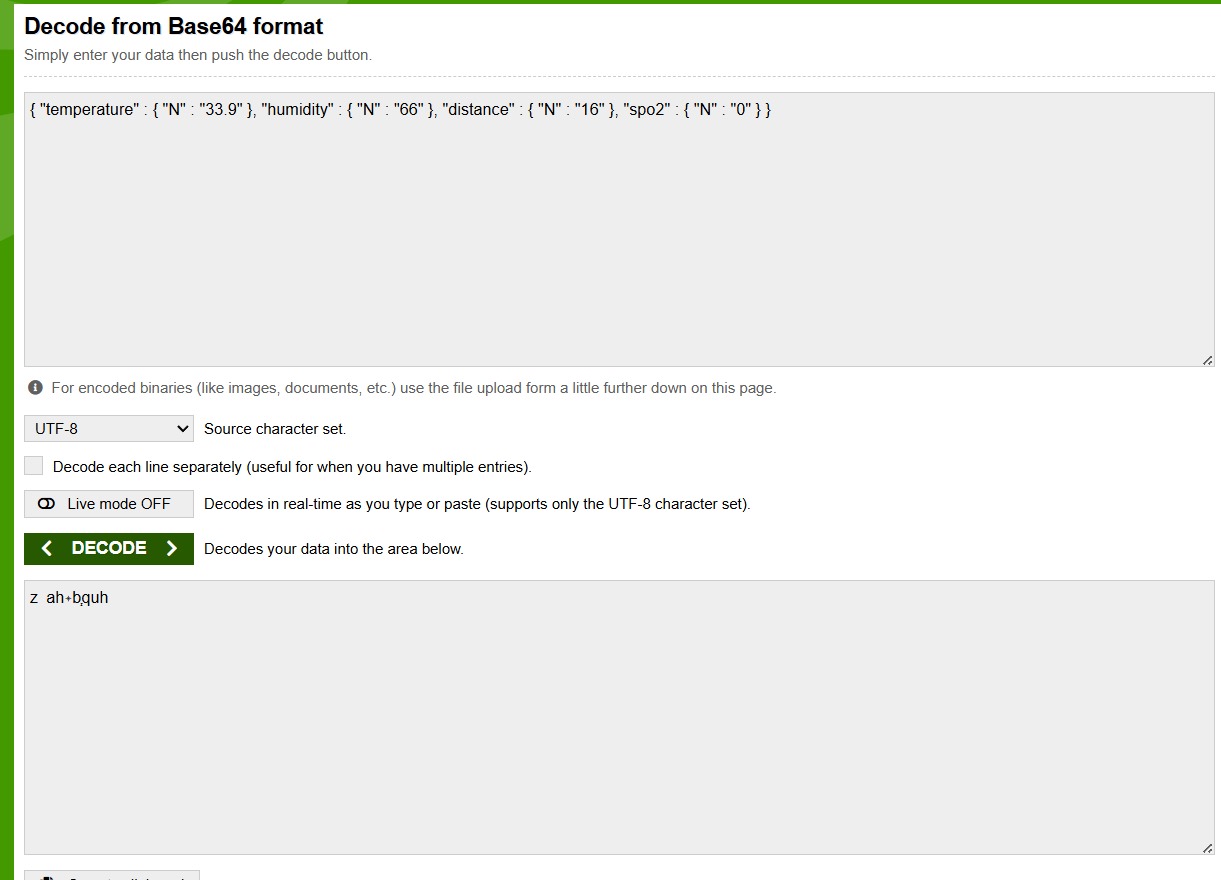 Decode from Base64 format
Simply enter your data then push the decode button.
{ "temperature" : { "N" : "33.9" }, "humidity" : { "N" : "66" }, "distance" : { "N" : "16" }, "spo2" : { "N" : "0" } }
For encoded binaries (like images, documents, etc.) use the file upload form a little further down on this page.
UTF-8 Source character set.
Decode each line separately (useful for when you have multiple entries).
Live mode OFF Decodes in real-time as you type or paste (supports only the UTF-8 character set).
< DECODE > Decodes your data into the area below.